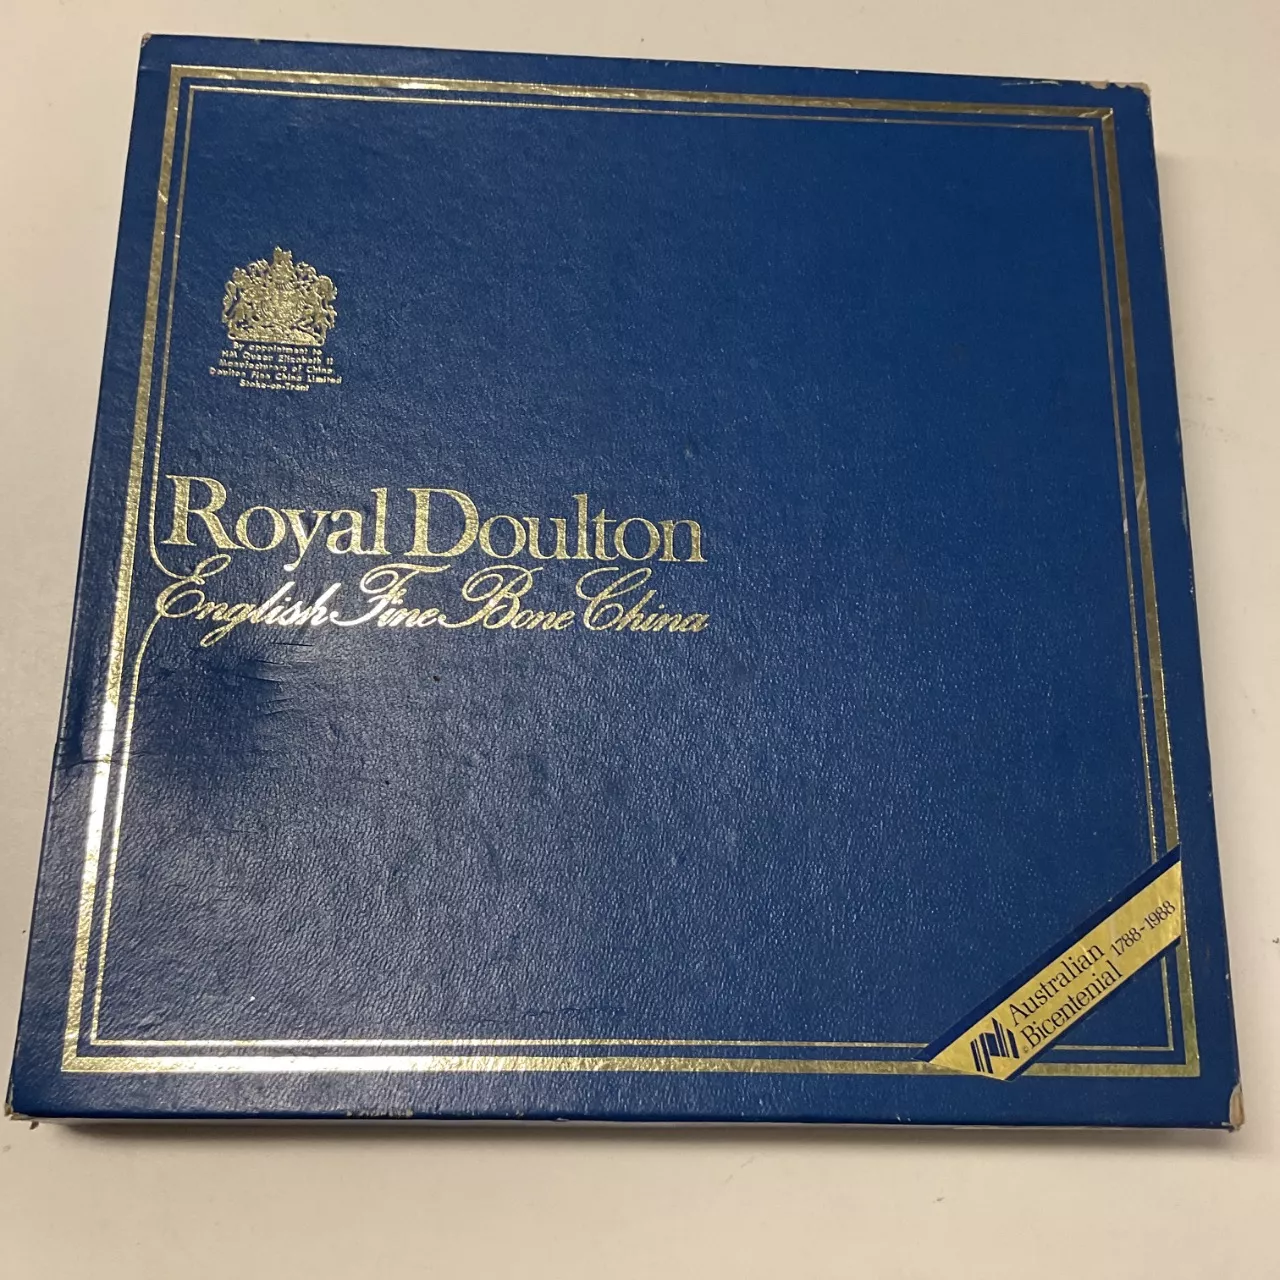 By appointment to
HM Queen Elizabeth II
Manufacturers of China
Doulton Fine China Limited
Stoke-on-Trent
Royal Doulton
English Fine Bone China
Australian
Bicentenial 1788-1988